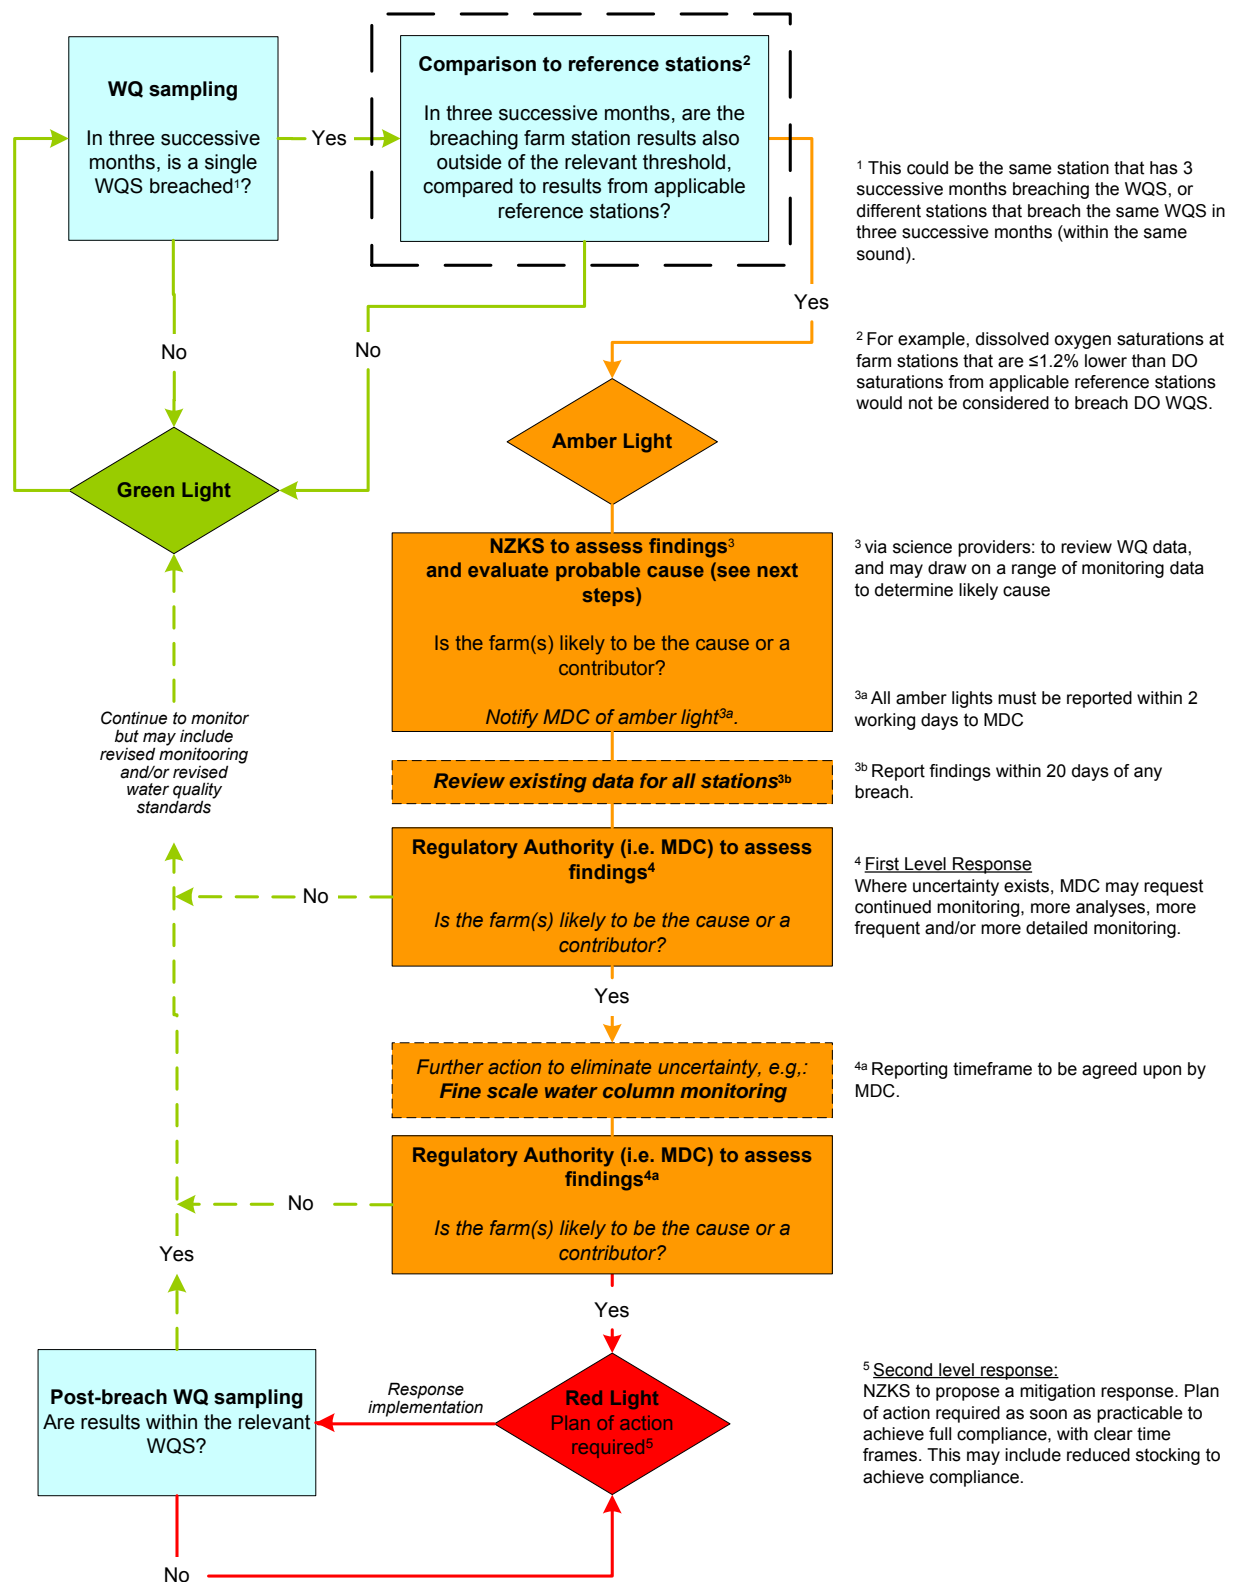 WQ sampling
In three successive
months, is a single
WQS breached¹?
Yes
Comparison to reference stations²
In three successive months, are the
breaching farm station results also
outside of the relevant threshold,
compared to results from applicable
reference stations?
¹ This could be the same station that has 3
successive months breaching the WQS, or
different stations that breach the same WQS in
three successive months (within the same
sound).
Yes
No
No
² For example, dissolved oxygen saturations at
farm stations that are ≤1.2% lower than DO
saturations from applicable reference stations
would not be considered to breach DO WQS.
Amber Light
Green Light
NZKS to assess findings³
and evaluate probable cause (see next
steps)
Is the farm(s) likely to be the cause or a
contributor?
Notify MDC of amber light³ᵃ.
³ via science providers: to review WQ data,
and may draw on a range of monitoring data
to determine likely cause
³ᵃ All amber lights must be reported within 2
working days to MDC
Continue to monitor
but may include
revised monitooring
and/or revised
water quality
standards
Review existing data for all stations³ᵇ
³ᵇ Report findings within 20 days of any
breach.
Regulatory Authority (i.e. MDC) to assess
findings⁴
Is the farm(s) likely to be the cause or a
contributor?
No
⁴ First Level Response
Where uncertainty exists, MDC may request
continued monitoring, more analyses, more
frequent and/or more detailed monitoring.
Yes
Further action to eliminate uncertainty, e.g,:
Fine scale water column monitoring
⁴ᵃ Reporting timeframe to be agreed upon by
MDC.
Regulatory Authority (i.e. MDC) to assess
findings⁴ᵃ
Is the farm(s) likely to be the cause or a
contributor?
No
Yes
Yes
Post-breach WQ sampling
Are results within the relevant
WQS?
Response
implementation
Red Light
Plan of action
required⁵
⁵ Second level response:
NZKS to propose a mitigation response. Plan
of action required as soon as practicable to
achieve full compliance, with clear time
frames. This may include reduced stocking to
achieve compliance.
No